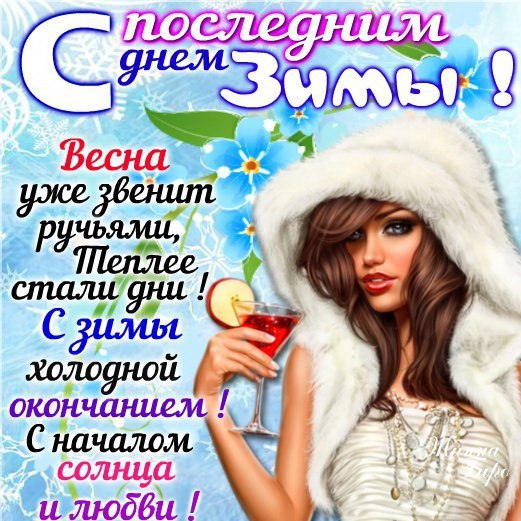 С последним
днем Зимы !
Весна
уже звенит
ручьями,
Теплее
стали дни !
С зимы
холодной
окончанием !
С началом
солнца
и любви !